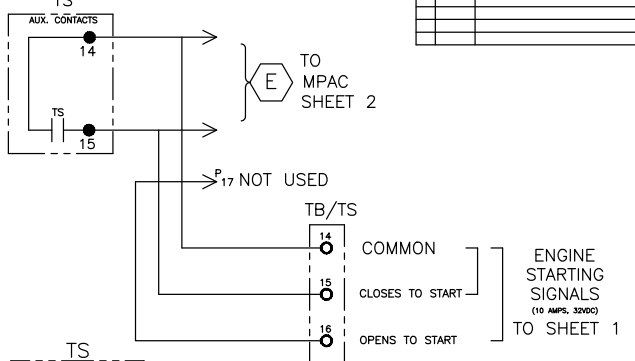 TS
AUX. CONTACTS
14
TO
MPAC
SHEET 2
E
TS
15
P17 NOT USED
TB/TS
14
COMMON
15
CLOSES TO START
16
OPENS TO START
ENGINE
STARTING
SIGNALS
(10 AMPS, 32VDC)
TO SHEET 1
TS